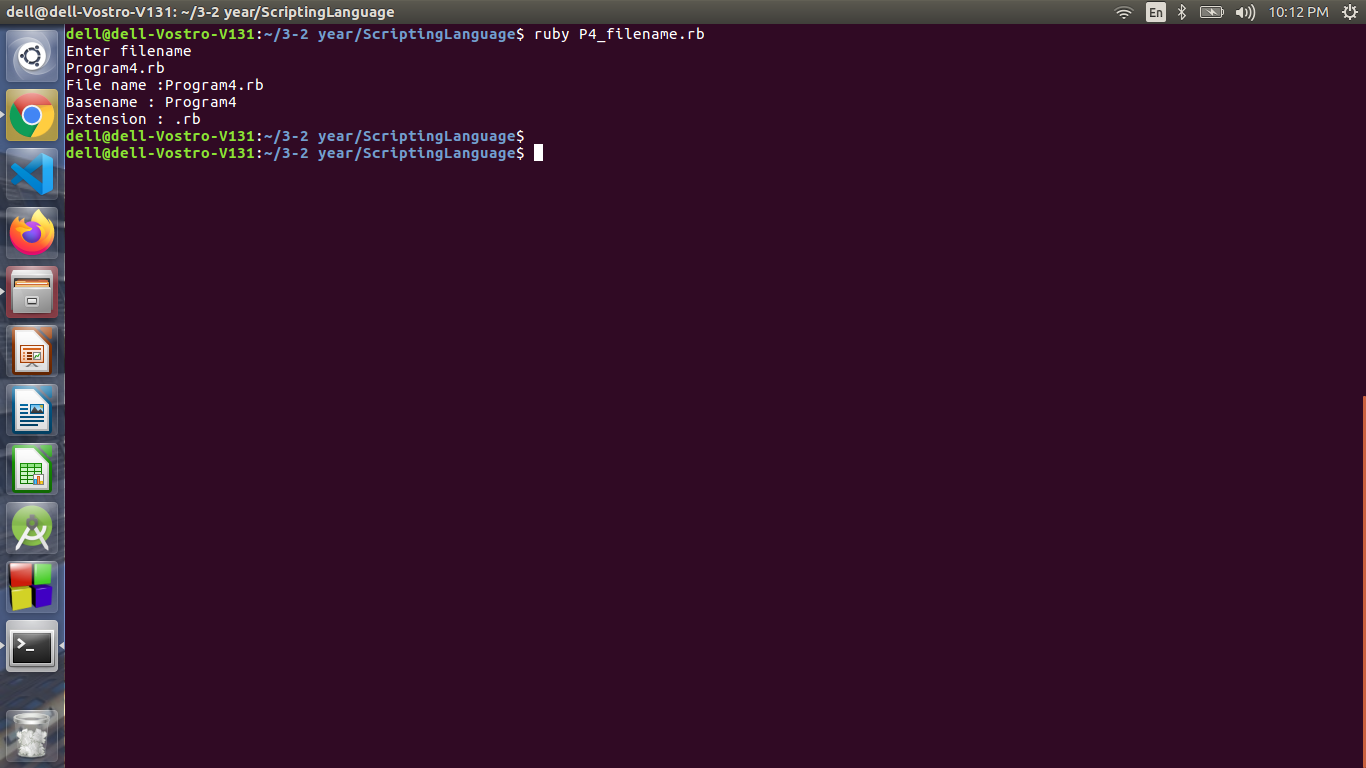 dell@dell-Vostro-V131: ~/3-2 year/ScriptingLanguage
En
10:12 PM
dell@dell-Vostro-V131:~/3-2 year/ScriptingLanguage$ ruby P4_filename.rb
Enter filename
Program4.rb
File name :Program4.rb
Basename : Program4
Extension : .rb
dell@dell-Vostro-V131:~/3-2 year/ScriptingLanguage$
dell@dell-Vostro-V131:~/3-2 year/ScriptingLanguage$